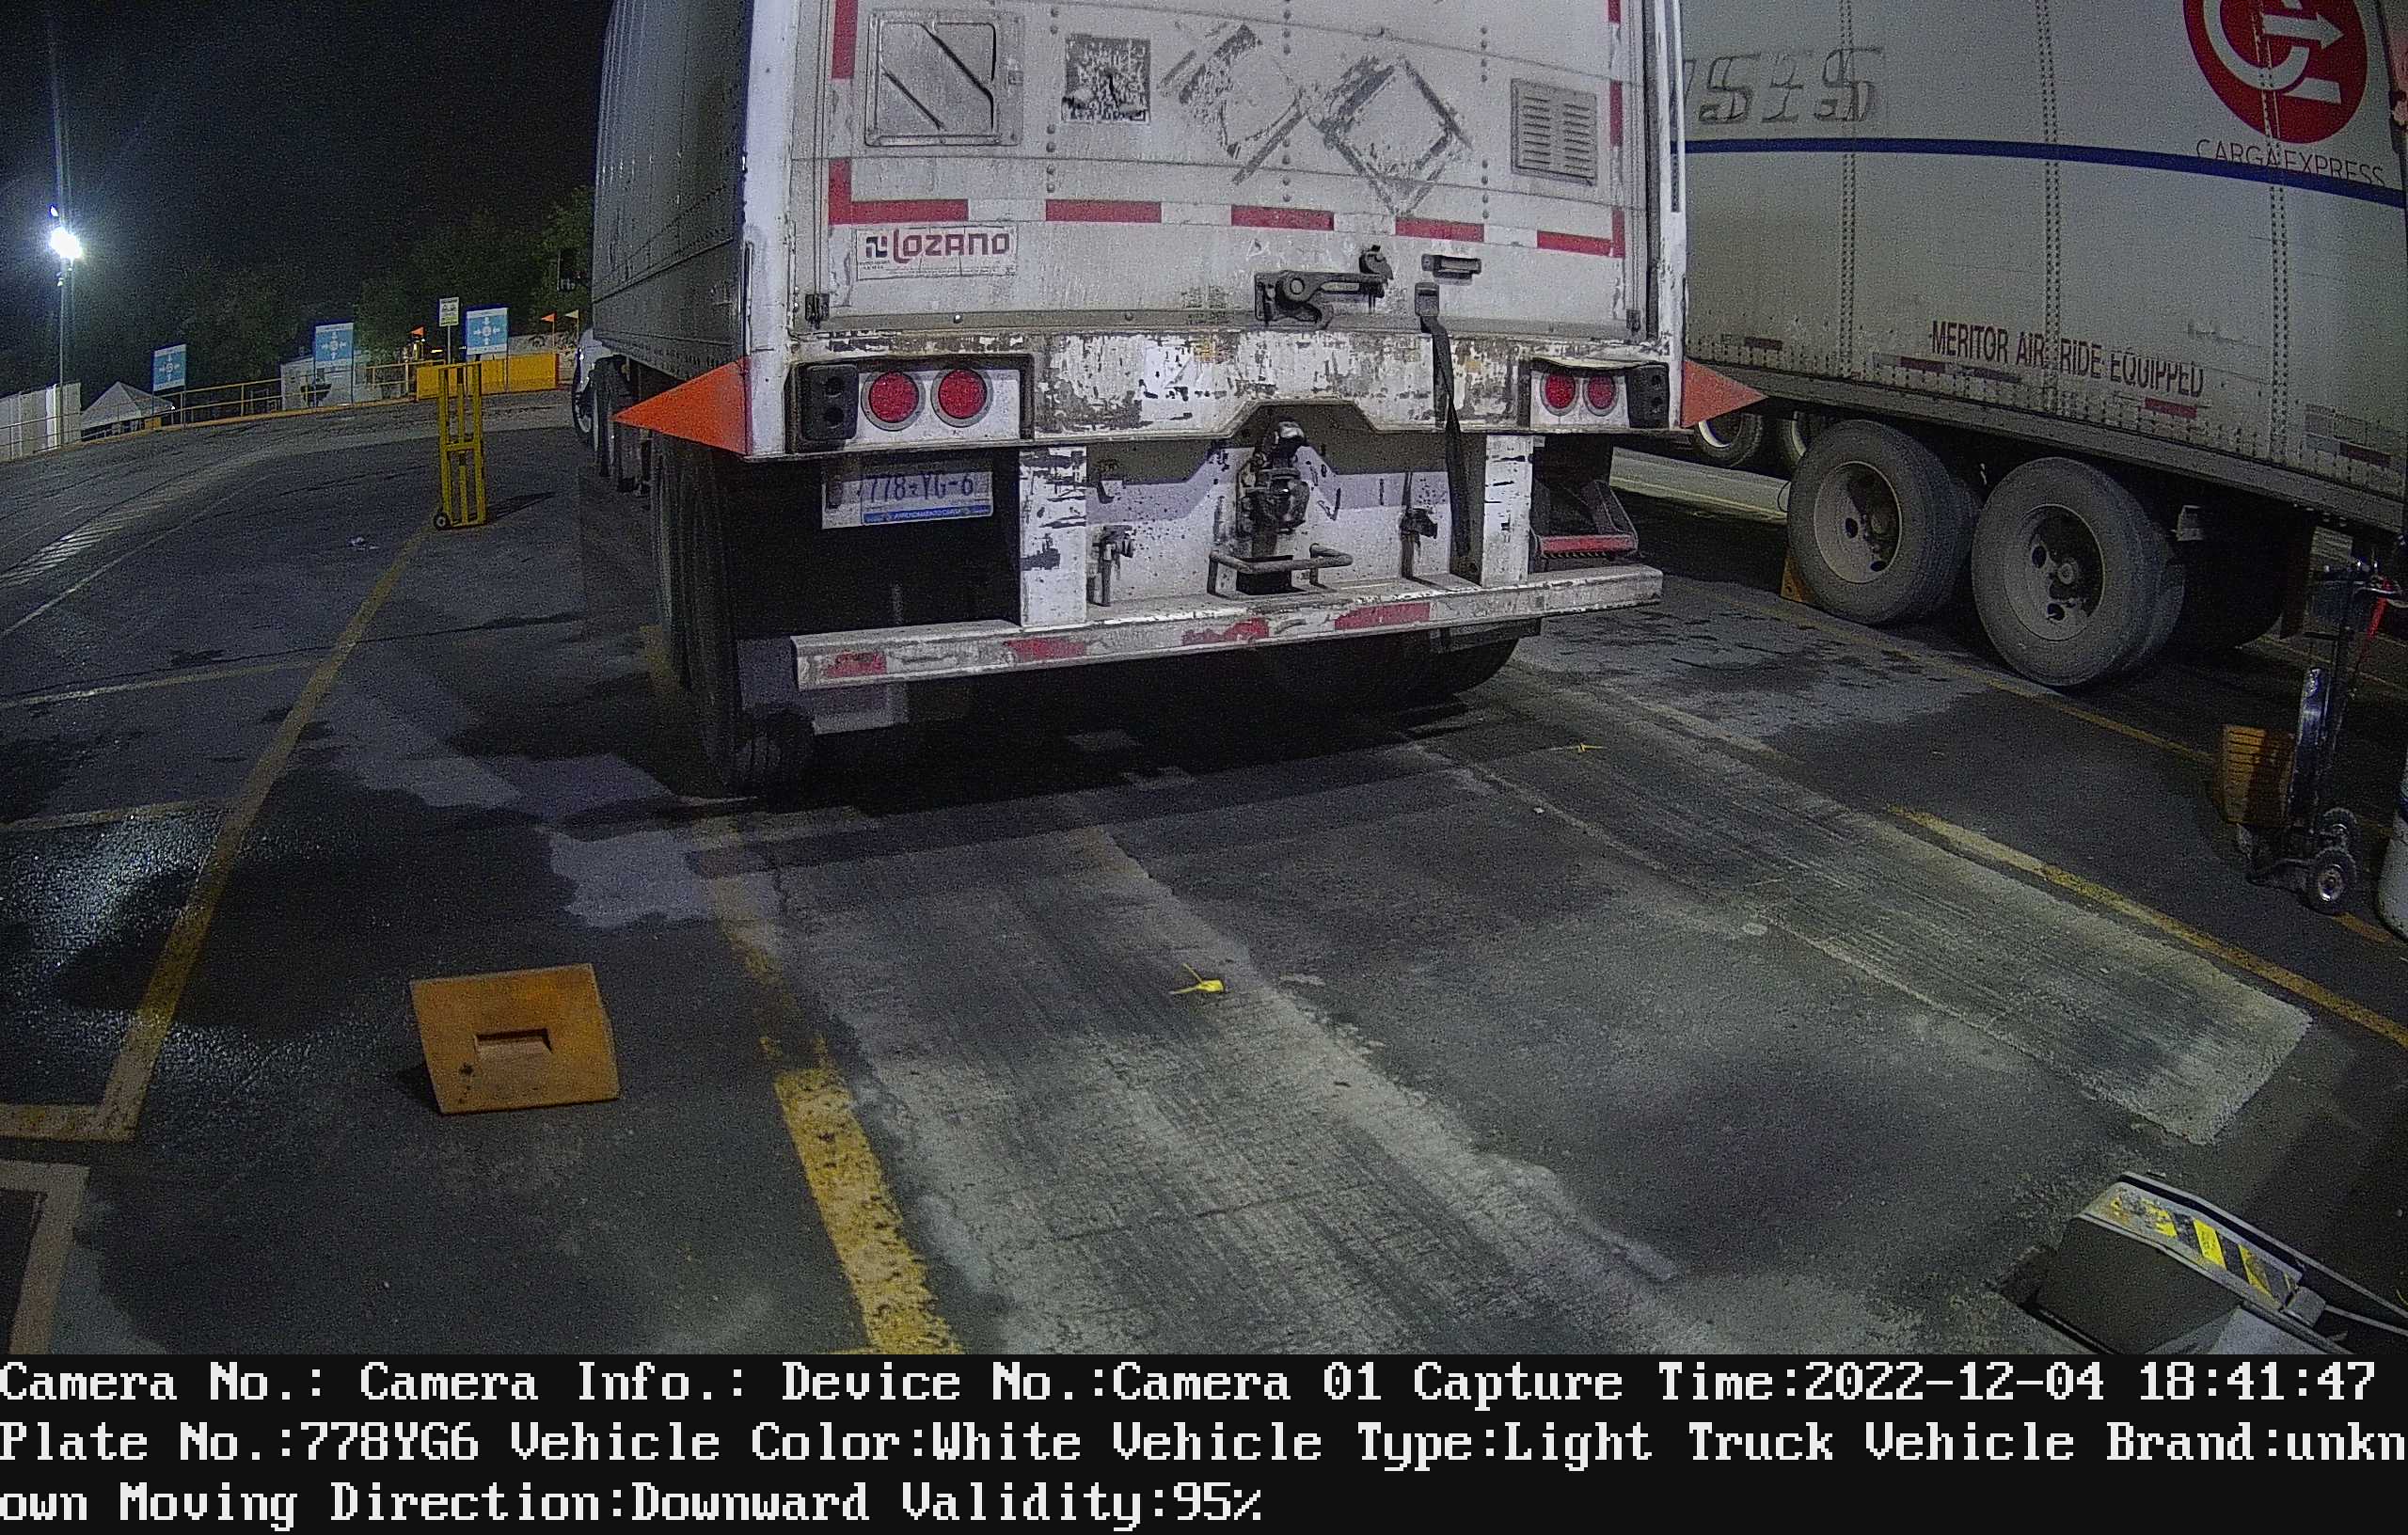 CARGA EXPRESS
LOZANO
MERITOR AIR RIDE EQUIPPED
778-YG-6
Camera No.: Camera Info.: Device No.:Camera 01 Capture Time:2022-12-04 18:41:47
Plate No.:778YG6 Vehicle Color:White Vehicle Type:Light Truck Vehicle Brand:unkn
own Moving Direction:Downward Validity:95%